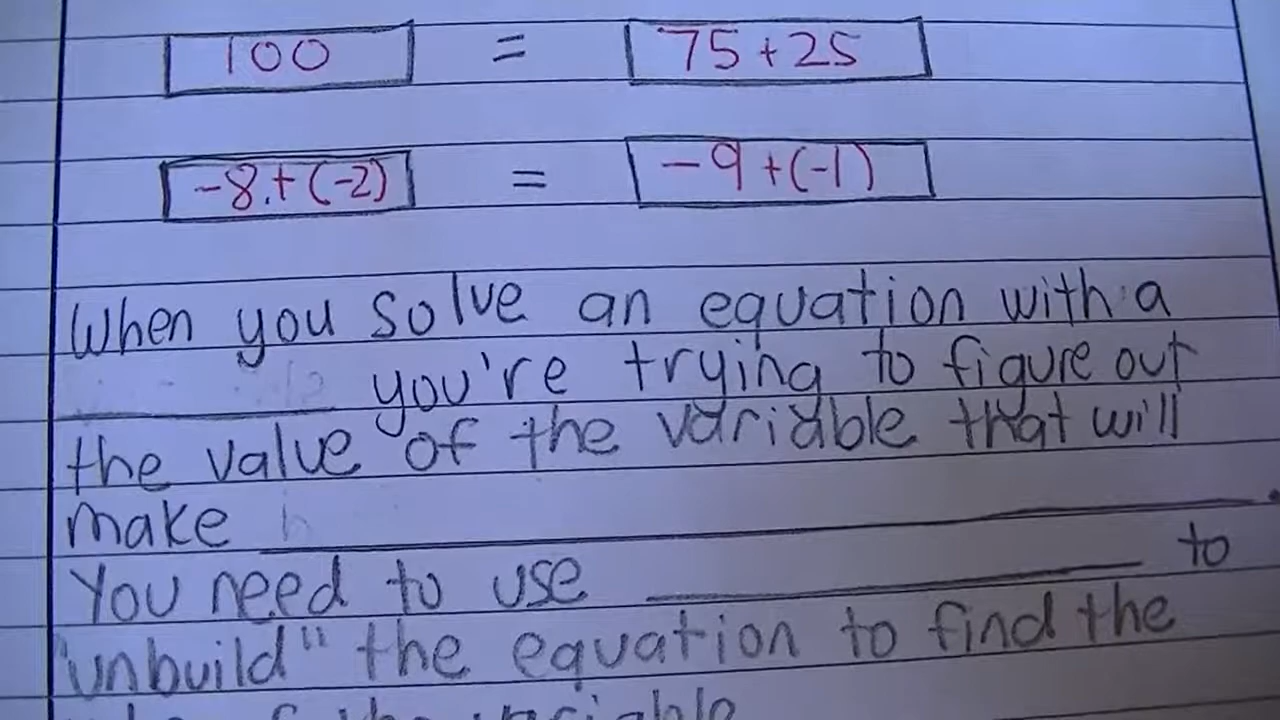 100 = 75+25
-8.+(-2) = -9+(-1)
When you solve an equation with a
you're trying to figure out
the value of the variable that will
make
You need to use to
"unbuild" the equation to find the
variable